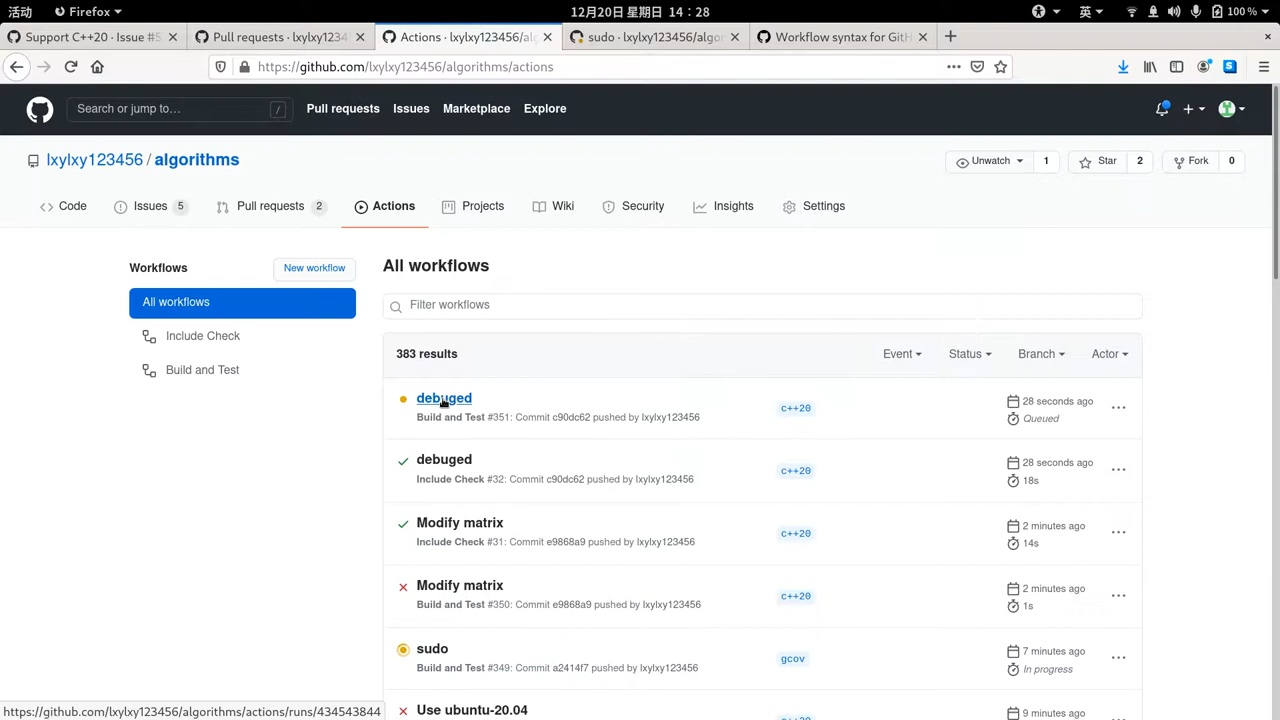 活动 Firefox 12月20日 星期日 14：28 英 100 %
Support C++20 · Issue #5 Pull requests · lxylxy1234 Actions · lxylxy123456/al sudo · lxylxy123456/algor Workflow syntax for GitH
https://github.com/lxylxy123456/algorithms/actions
Search or jump to… / Pull requests Issues Marketplace Explore
lxylxy123456 / algorithms Unwatch 1 Star 2 Fork 0
Code Issues 5 Pull requests 2 Actions Projects Wiki Security Insights Settings
Workflows New workflow
All workflows
Include Check
Build and Test
All workflows
Filter workflows
383 results Event Status Branch Actor
debuged
Build and Test #351: Commit c90dc62 pushed by lxylxy123456
c++20
28 seconds ago
Queued
debuged
Include Check #32: Commit c90dc62 pushed by lxylxy123456
c++20
28 seconds ago
18s
Modify matrix
Include Check #31: Commit e9868a9 pushed by lxylxy123456
c++20
2 minutes ago
14s
Modify matrix
Build and Test #350: Commit e9868a9 pushed by lxylxy123456
c++20
2 minutes ago
1s
sudo
Build and Test #349: Commit a2414f7 pushed by lxylxy123456
gcov
7 minutes ago
In progress
Use ubuntu-20.04
c++20
9 minutes ago
https://github.com/lxylxy123456/algorithms/actions/runs/434543844